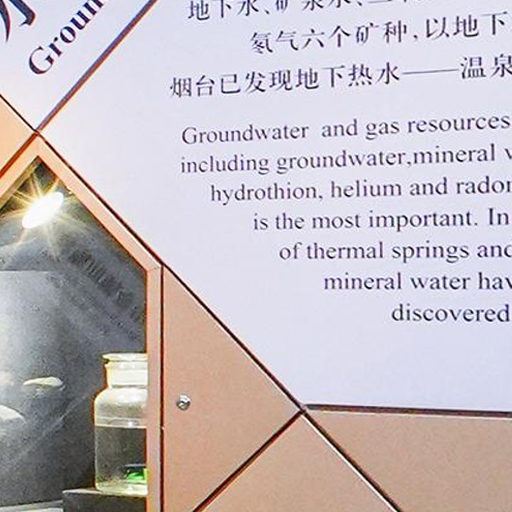 Groun
地下水、矿泉水、二
氡气六个矿种,以地下
烟台已发现地下热水——温泉
Groundwater and gas resources
including groundwater,mineral
hydrothion, helium and rado
is the most important. In
of thermal springs and
mineral water hav
discovered